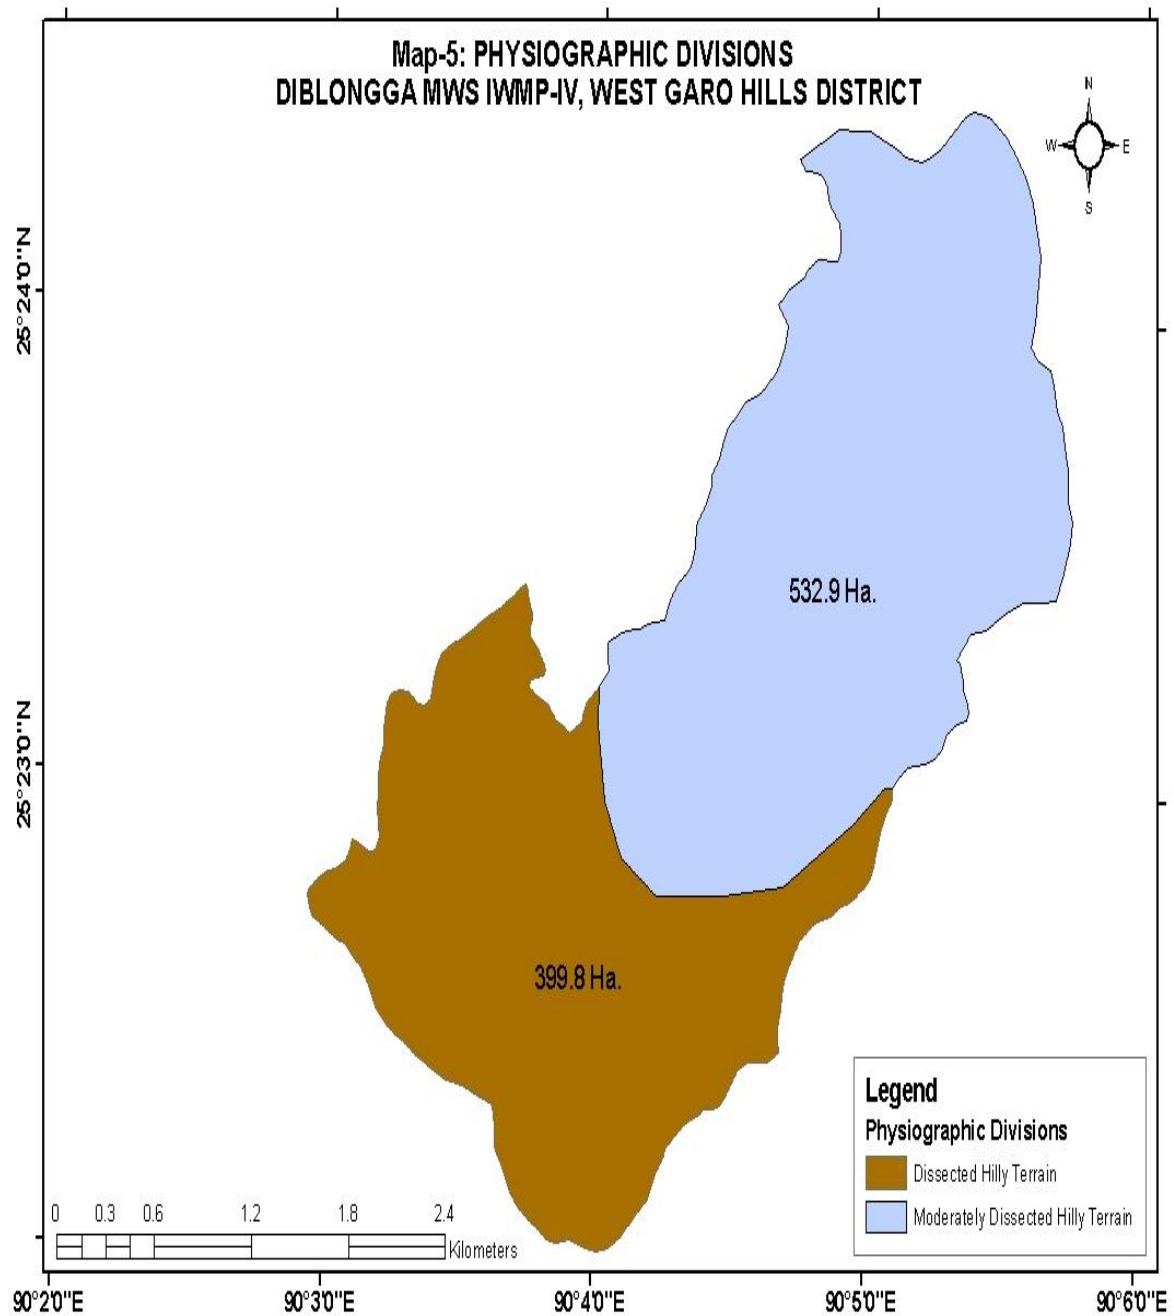 Map-5: PHYSIOGRAPHIC DIVISIONS
DIBLONGGA MWS IWMP-IV, WEST GARO HILLS DISTRICT
N
W E
S
25°24'0"N
532.9 Ha.
25°23'0"N
399.8 Ha.
Legend
Physiographic Divisions
Dissected Hilly Terrain
Moderately Dissected Hilly Terrain
0 0.3 0.6 1.2 1.8 2.4
Kilometers
90°2'0"E 90°3'0"E 90°4'0"E 90°5'0"E 90°6'0"E